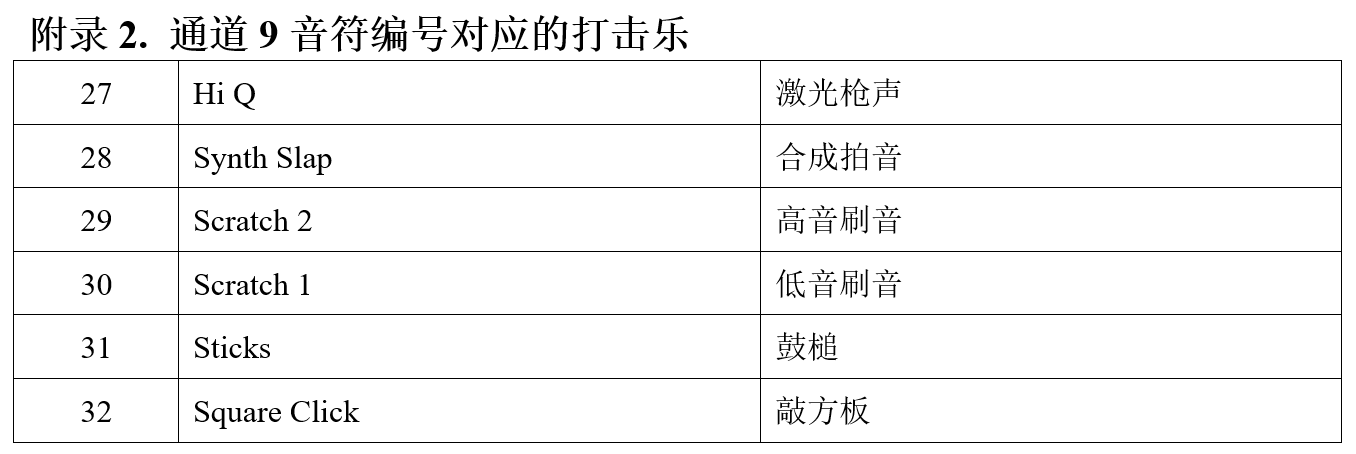 附录 2. 通道 9 音符编号对应的打击乐
27 Hi Q 激光枪声
28 Synth Slap 合成拍音
29 Scratch 2 高音刷音
30 Scratch 1 低音刷音
31 Sticks 鼓槌
32 Square Click 敲方板